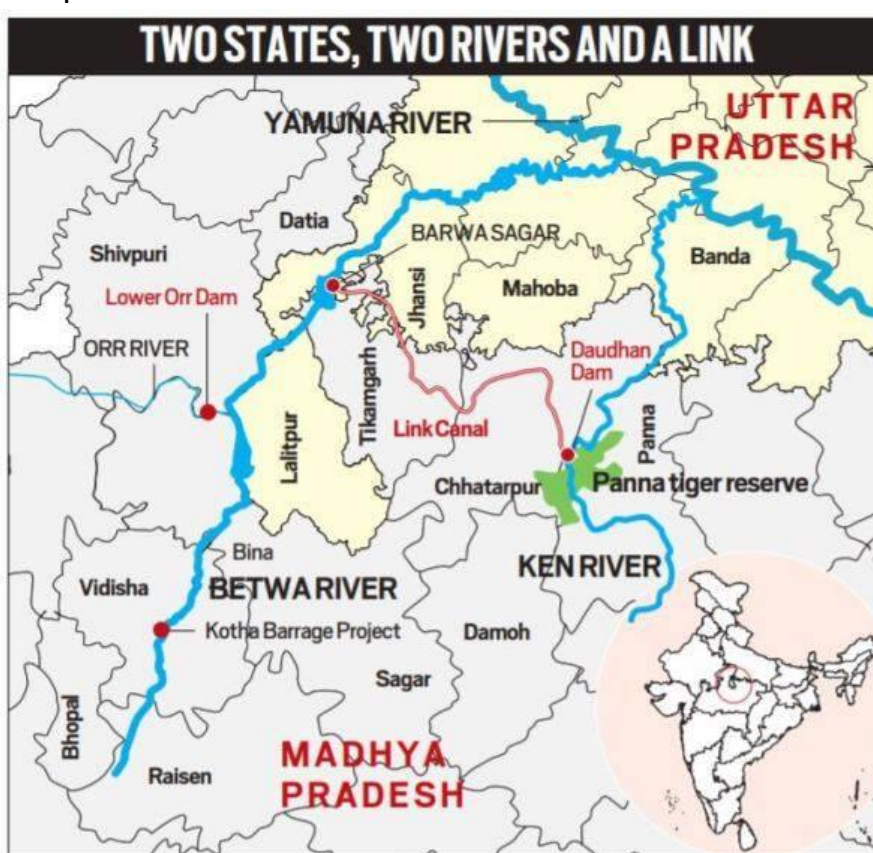 TWO STATES, TWO RIVERS AND A LINK
UTTAR
PRADESH
YAMUNA RIVER
Datia
BARWA SAGAR
Shivpuri
Banda
Lower Orr Dam
Jhansi
Mahoba
ORR RIVER
Daudhan
Dam
Tikamgarh
Link Canal
Lalitpur
Panna
Chhatarpur
Panna tiger reserve
Bina
KEN RIVER
Vidisha
BETWA RIVER
Kotha Barrage Project
Damoh
Sagar
Bhopal
MADHYA
PRADESH
Raisen